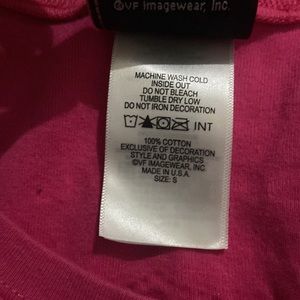 ©VF Imagewear, Inc.
MACHINE WASH COLD
INSIDE OUT
DO NOT BLEACH
TUMBLE DRY LOW
DO NOT IRON DECORATION
INT
100% COTTON
EXCLUSIVE OF DECORATION
STYLE AND GRAPHICS
©VF IMAGEWEAR, INC
MADE IN U.S.A.
SIZE: S